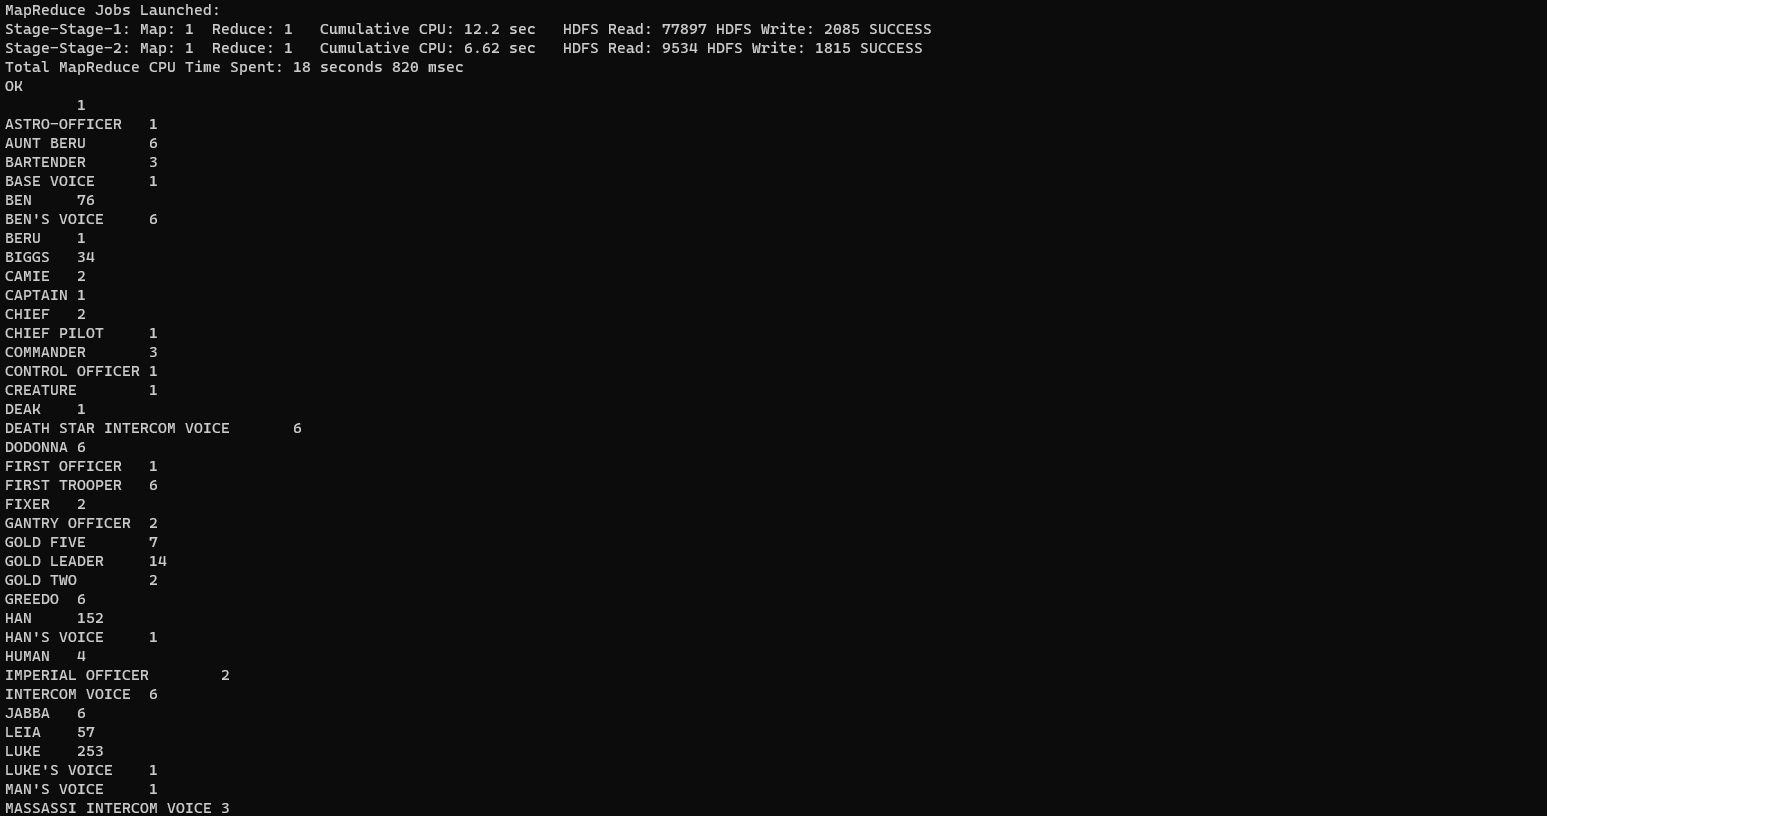 MapReduce Jobs Launched:
Stage-Stage-1: Map: 1  Reduce: 1   Cumulative CPU: 12.2 sec   HDFS Read: 77897 HDFS Write: 2085 SUCCESS
Stage-Stage-2: Map: 1  Reduce: 1   Cumulative CPU: 6.62 sec   HDFS Read: 9534 HDFS Write: 1815 SUCCESS
Total MapReduce CPU Time Spent: 18 seconds 820 msec
OK
        1
ASTRO-OFFICER   1
AUNT BERU       6
BARTENDER       3
BASE VOICE      1
BEN     76
BEN'S VOICE     6
BERU    1
BIGGS   34
CAMIE   2
CAPTAIN 1
CHIEF   2
CHIEF PILOT     1
COMMANDER       3
CONTROL OFFICER 1
CREATURE        1
DEAK    1
DEATH STAR INTERCOM VOICE       6
DODONNA 6
FIRST OFFICER   1
FIRST TROOPER   6
FIXER   2
GANTRY OFFICER  2
GOLD FIVE       7
GOLD LEADER     14
GOLD TWO        2
GREEDO  6
HAN     152
HAN'S VOICE     1
HUMAN   4
IMPERIAL OFFICER        2
INTERCOM VOICE  6
JABBA   6
LEIA    57
LUKE    253
LUKE'S VOICE    1
MAN'S VOICE     1
MASSASSI INTERCOM VOICE 3